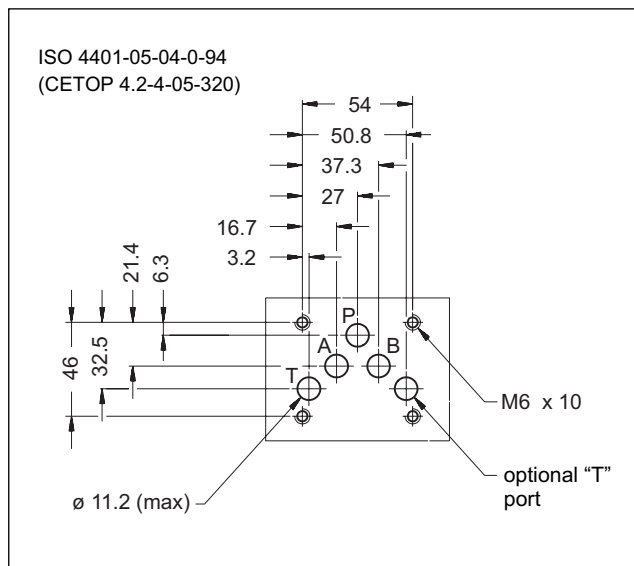 ISO 4401-05-04-0-94
(CETOP 4.2-4-05-320)
54
50.8
37.3
27
16.7
3.2
21.4
6.3
46
32.5
P
A
B
T
M6 x 10
ø 11.2 (max)
optional “T”
port